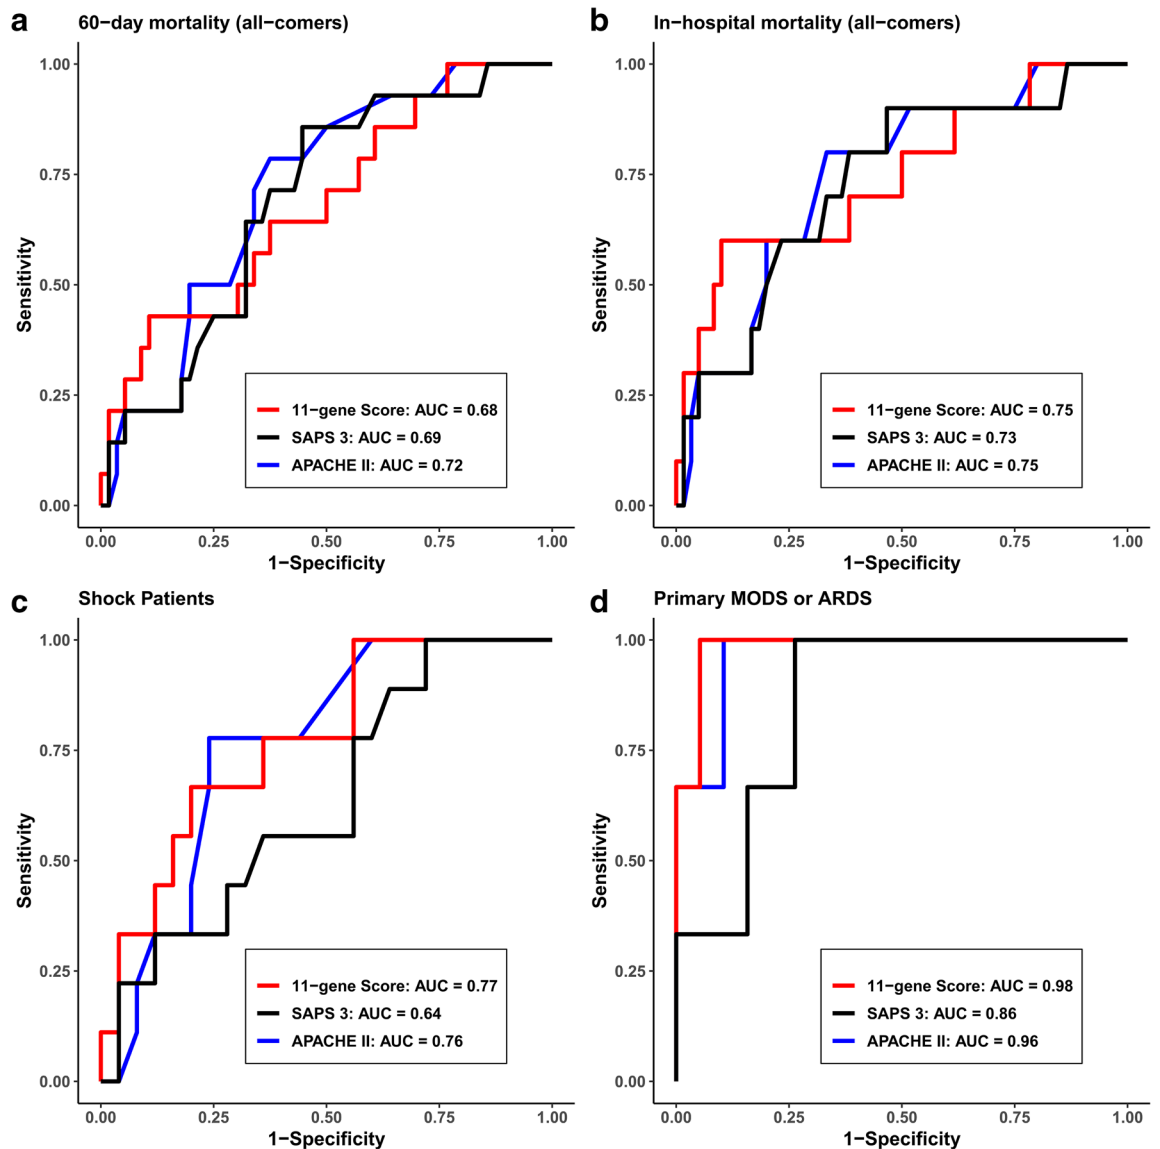 a
60−day mortality (all−comers)
1.00
0.75
0.50
0.25
0.00
Sensitivity
11−gene Score: AUC = 0.68
SAPS 3: AUC = 0.69
APACHE II: AUC = 0.72
0.00 0.25 0.50 0.75 1.00
1−Specificity
b
In−hospital mortality (all−comers)
1.00
0.75
0.50
0.25
0.00
Sensitivity
11−gene Score: AUC = 0.75
SAPS 3: AUC = 0.73
APACHE II: AUC = 0.75
0.00 0.25 0.50 0.75 1.00
1−Specificity
c
Shock Patients
1.00
0.75
0.50
0.25
0.00
Sensitivity
11−gene Score: AUC = 0.77
SAPS 3: AUC = 0.64
APACHE II: AUC = 0.76
0.00 0.25 0.50 0.75 1.00
1−Specificity
d
Primary MODS or ARDS
1.00
0.75
0.50
0.25
0.00
Sensitivity
11−gene Score: AUC = 0.98
SAPS 3: AUC = 0.86
APACHE II: AUC = 0.96
0.00 0.25 0.50 0.75 1.00
1−Specificity